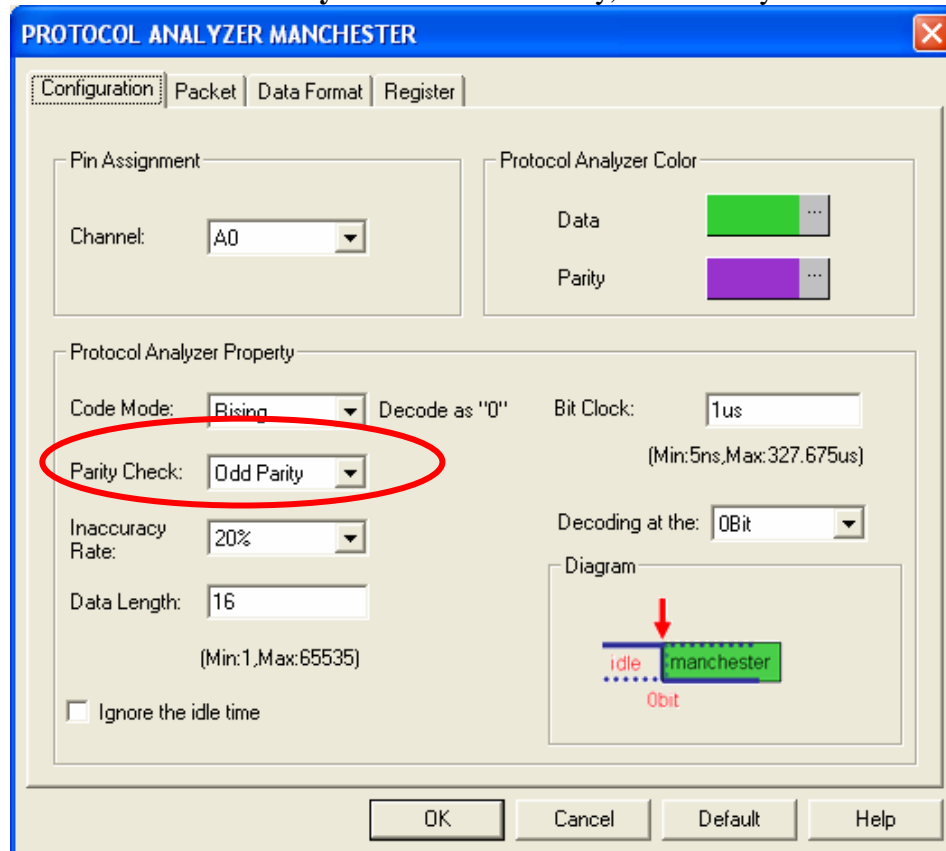 PROTOCOL ANALYZER MANCHESTER
Configuration Packet Data Format Register
Pin Assignment
Channel: A0
Protocol Analyzer Color
Data ...
Parity ...
Protocol Analyzer Property
Code Mode: Rising Decode as "0"
Bit Clock: 1us
(Min:5ns,Max:327.675us)
Parity Check: Odd Parity
Inaccuracy
Rate: 20%
Decoding at the: 0Bit
Data Length: 16
(Min:1,Max:65535)
Ignore the idle time
Diagram
idle manchester
0bit
OK Cancel Default Help